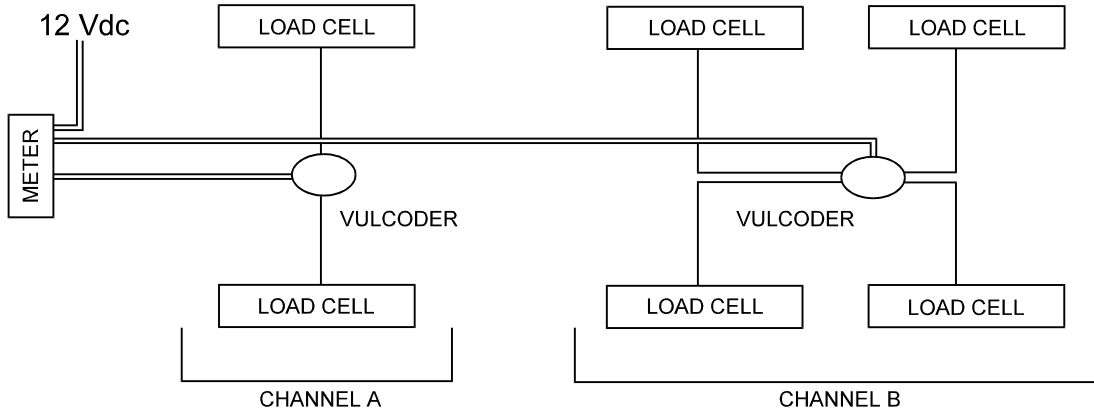 12 Vdc
LOAD CELL
LOAD CELL
LOAD CELL
METER
VULCODER
VULCODER
LOAD CELL
LOAD CELL
LOAD CELL
CHANNEL A
CHANNEL B